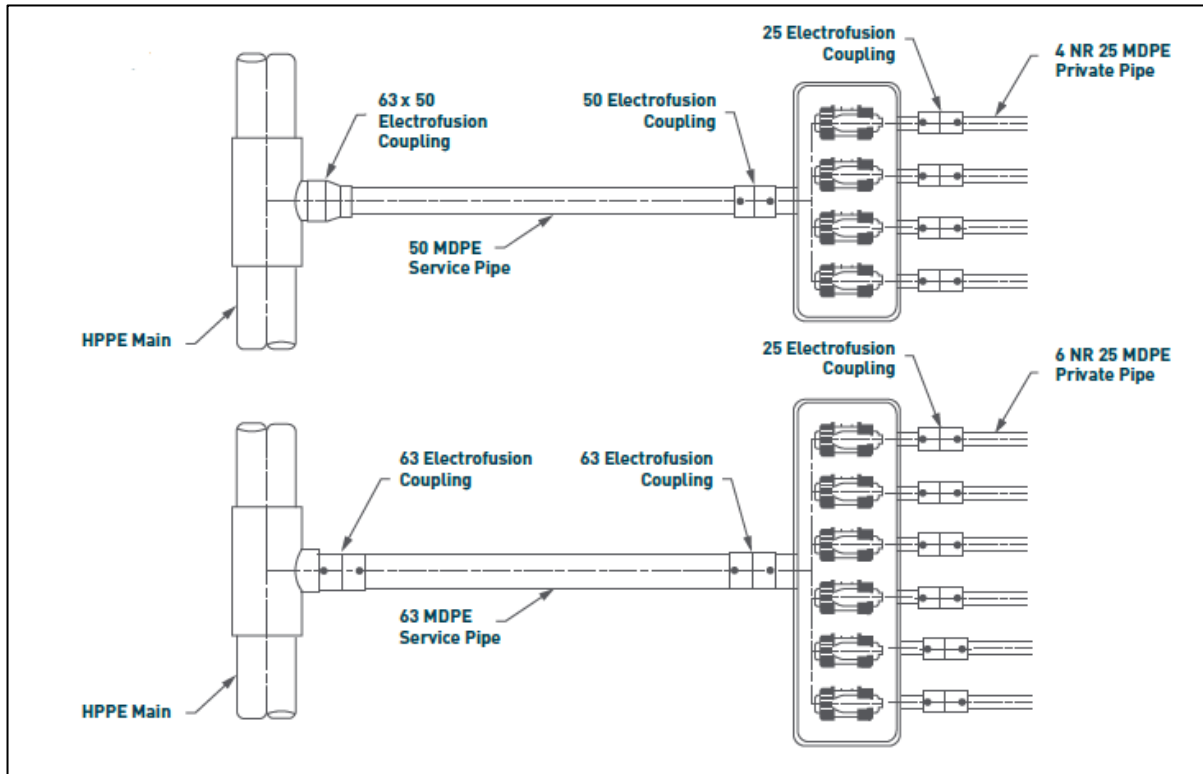 25 Electrofusion
Coupling
4 NR 25 MDPE
Private Pipe
63 x 50
Electrofusion
Coupling
50 Electrofusion
Coupling
50 MDPE
Service Pipe
HPPE Main
25 Electrofusion
Coupling
6 NR 25 MDPE
Private Pipe
63 Electrofusion
Coupling
63 Electrofusion
Coupling
63 MDPE
Service Pipe
HPPE Main